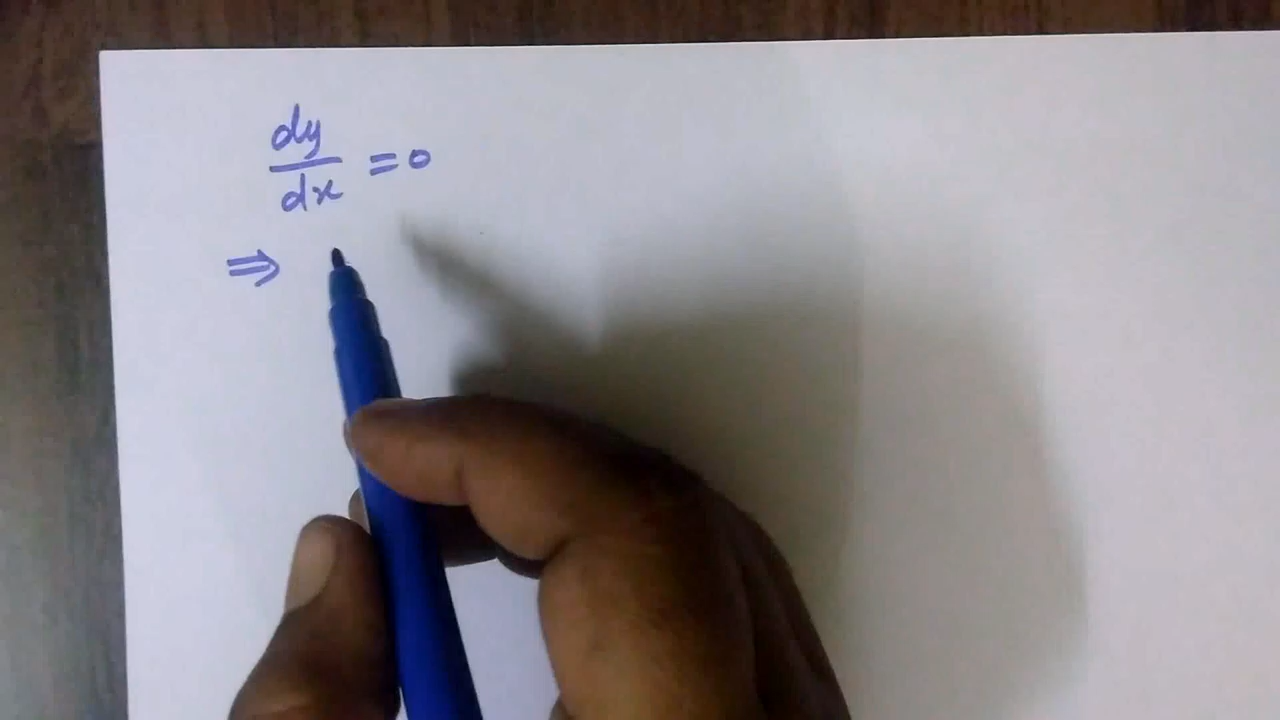 dy/dx = 0
⇒